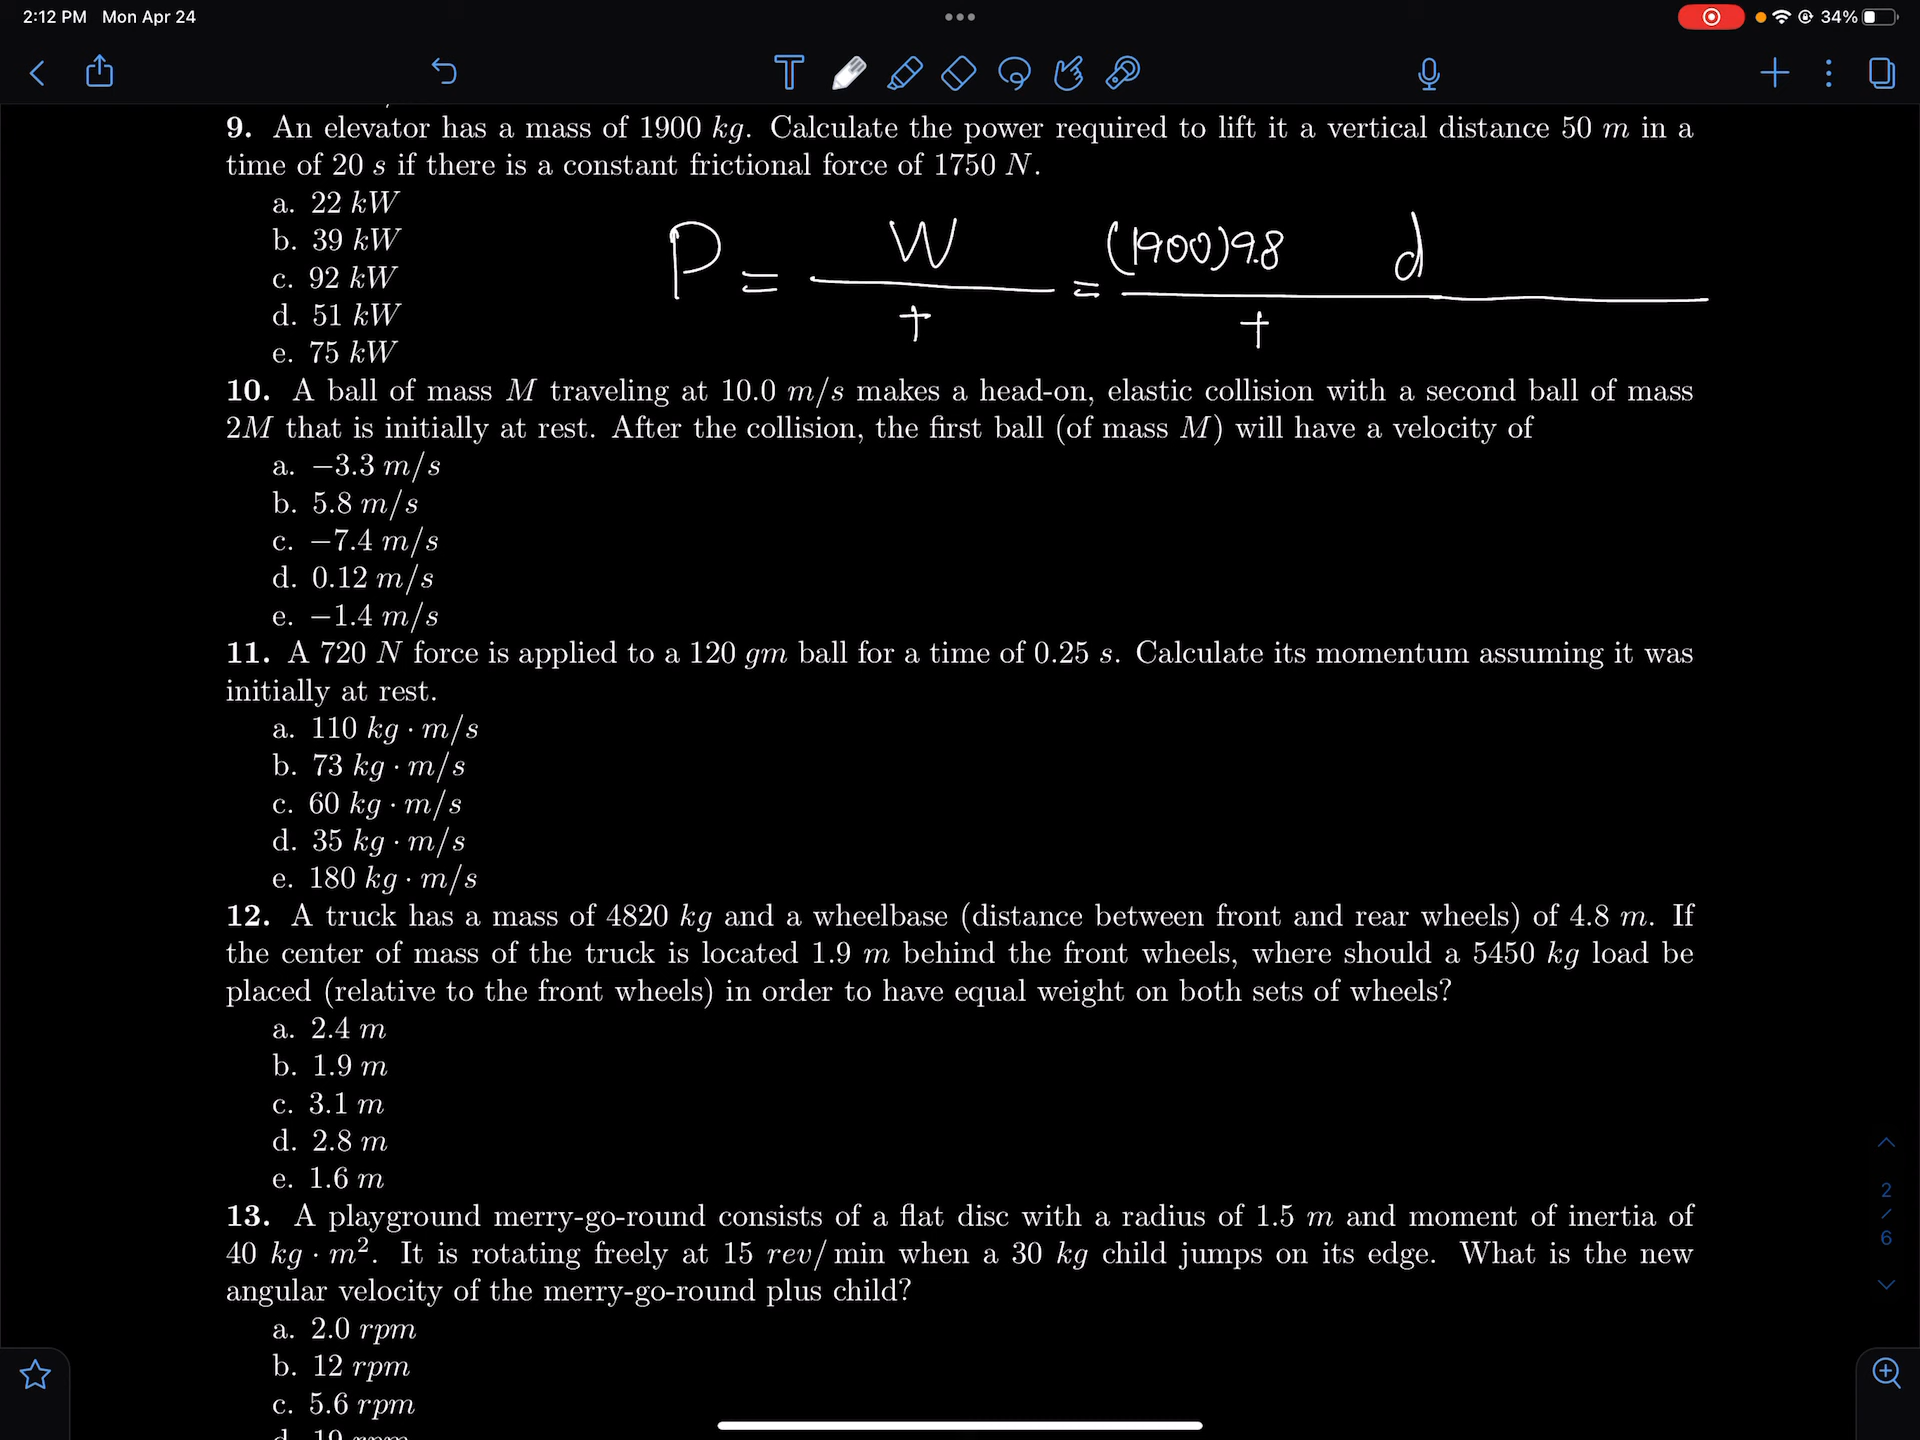 2:12 PM Mon Apr 24
34%
9. An elevator has a mass of 1900 kg. Calculate the power required to lift it a vertical distance 50 m in a
time of 20 s if there is a constant frictional force of 1750 N.
a. 22 kW
b. 39 kW
c. 92 kW
d. 51 kW
e. 75 kW
P = W / t = (1900)9.8 d / t
10. A ball of mass M traveling at 10.0 m/s makes a head-on, elastic collision with a second ball of mass
2M that is initially at rest. After the collision, the first ball (of mass M) will have a velocity of
a. −3.3 m/s
b. 5.8 m/s
c. −7.4 m/s
d. 0.12 m/s
e. −1.4 m/s
11. A 720 N force is applied to a 120 gm ball for a time of 0.25 s. Calculate its momentum assuming it was
initially at rest.
a. 110 kg · m/s
b. 73 kg · m/s
c. 60 kg · m/s
d. 35 kg · m/s
e. 180 kg · m/s
12. A truck has a mass of 4820 kg and a wheelbase (distance between front and rear wheels) of 4.8 m. If
the center of mass of the truck is located 1.9 m behind the front wheels, where should a 5450 kg load be
placed (relative to the front wheels) in order to have equal weight on both sets of wheels?
a. 2.4 m
b. 1.9 m
c. 3.1 m
d. 2.8 m
e. 1.6 m
2 / 6
13. A playground merry-go-round consists of a flat disc with a radius of 1.5 m and moment of inertia of
40 kg · m². It is rotating freely at 15 rev/min when a 30 kg child jumps on its edge. What is the new
angular velocity of the merry-go-round plus child?
a. 2.0 rpm
b. 12 rpm
c. 5.6 rpm